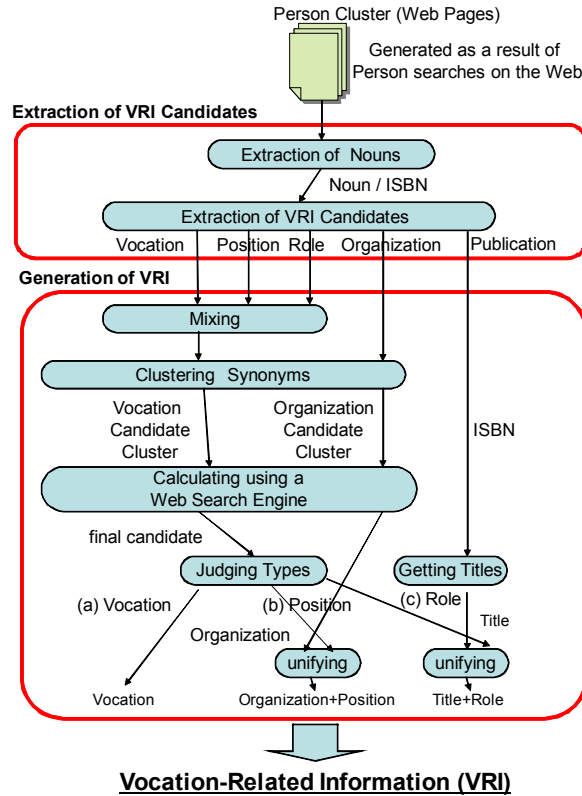 Person Cluster (Web Pages)
Generated as a result of
Person searches on the Web
Extraction of VRI Candidates
Extraction of Nouns
Noun / ISBN
Extraction of VRI Candidates
Vocation Position Role Organization Publication
Generation of VRI
Mixing
Clustering Synonyms
Vocation
Candidate
Cluster
Organization
Candidate
Cluster
ISBN
Calculating using a
Web Search Engine
final candidate
Judging Types
Getting Titles
(a) Vocation
(b) Position
(c) Role
Title
Organization
unifying
unifying
Vocation
Organization+Position
Title+Role
Vocation-Related Information (VRI)